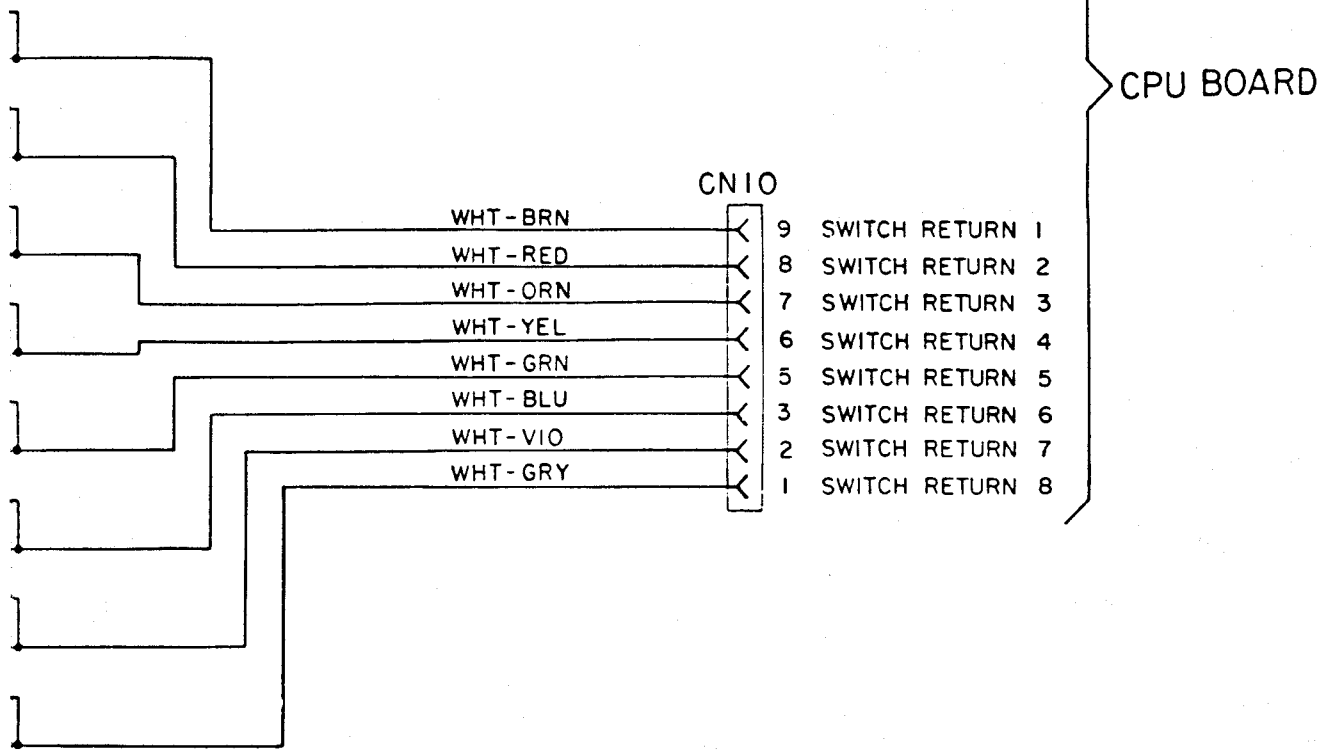 CPU BOARD
CN10
WHT-BRN 9 SWITCH RETURN 1
WHT-RED 8 SWITCH RETURN 2
WHT-ORN 7 SWITCH RETURN 3
WHT-YEL 6 SWITCH RETURN 4
WHT-GRN 5 SWITCH RETURN 5
WHT-BLU 3 SWITCH RETURN 6
WHT-VIO 2 SWITCH RETURN 7
WHT-GRY 1 SWITCH RETURN 8